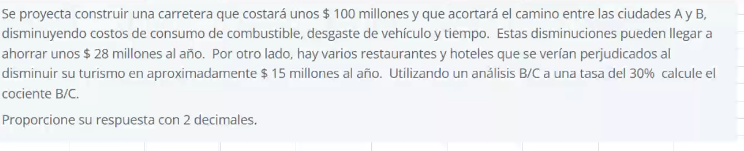 Se proyecta construir una carretera que costará unos $ 100 millones y que acortará el camino entre las ciudades A y B,
disminuyendo costos de consumo de combustible, desgaste de vehículo y tiempo.  Estas disminuciones pueden llegar a
ahorrar unos $ 28 millones al año.  Por otro lado, hay varios restaurantes y hoteles que se verían perjudicados al
disminuir su turismo en aproximadamente $ 15 millones al año.  Utilizando un análisis B/C a una tasa del 30%  calcule el
cociente B/C.
Proporcione su respuesta con 2 decimales.